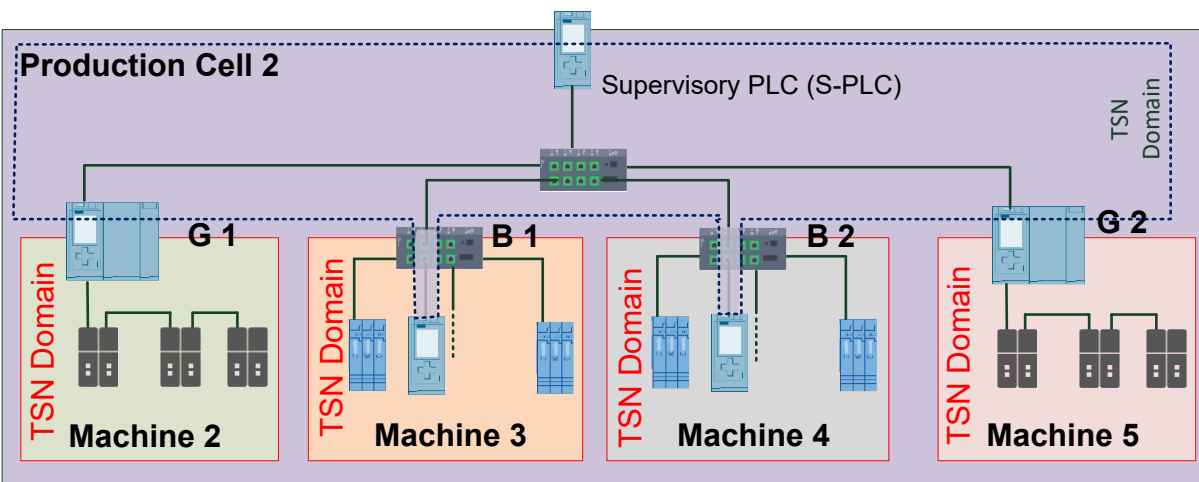 Production Cell 2
Supervisory PLC (S-PLC)
TSN
Domain
G 1
B 1
B 2
G 2
TSN Domain
Machine 2
TSN Domain
Machine 3
TSN Domain
Machine 4
TSN Domain
Machine 5